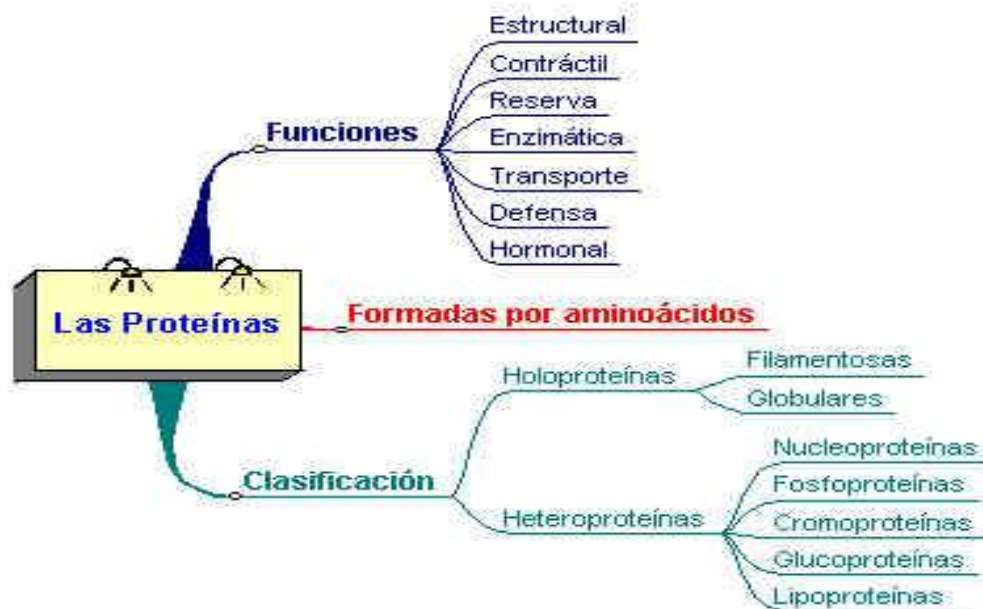 Estructural
Contráctil
Reserva
Funciones
Enzimática
Transporte
Defensa
Hormonal
Las Proteínas
Formadas por aminoácidos
Filamentosas
Holoproteínas
Globulares
Nucleoproteínas
Clasificación
Fosfoproteínas
Heteroproteínas
Cromoproteínas
Glucoproteínas
Lipoproteínas